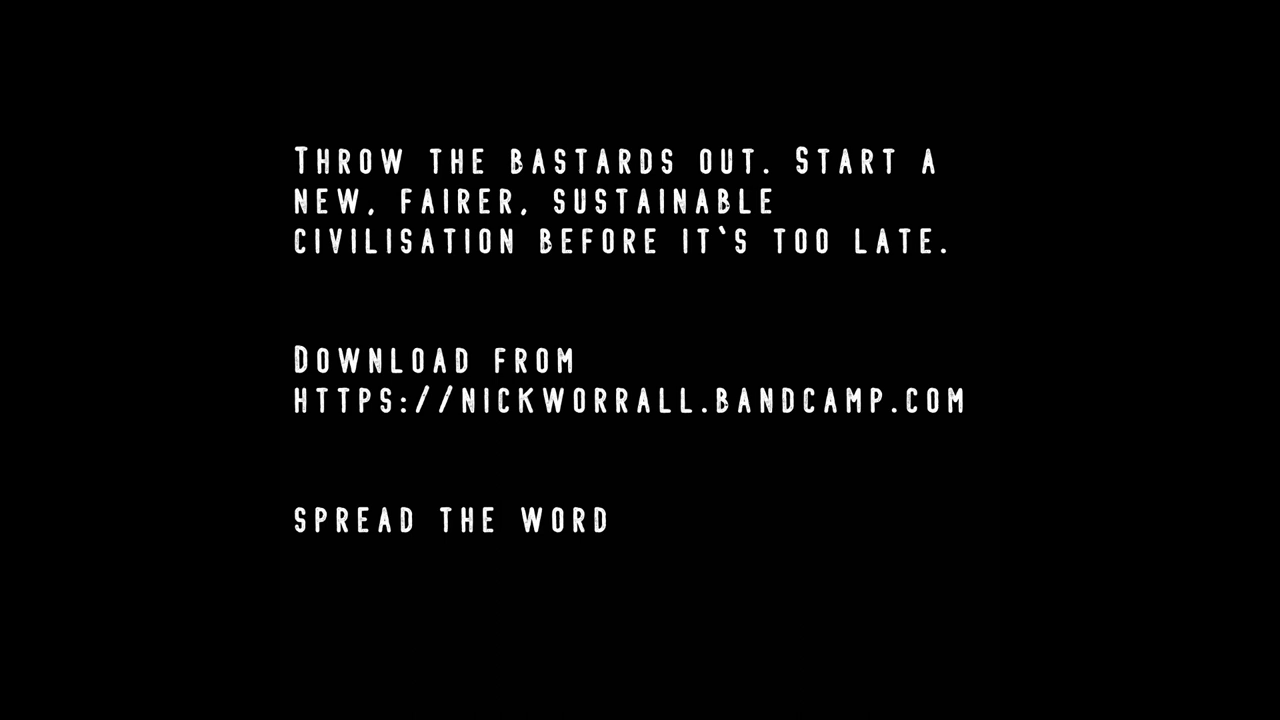 Throw the bastards out. Start a
new, fairer, sustainable
civilisation before it`s too late.
Download from
https://nickworrall.bandcamp.com
spread the word